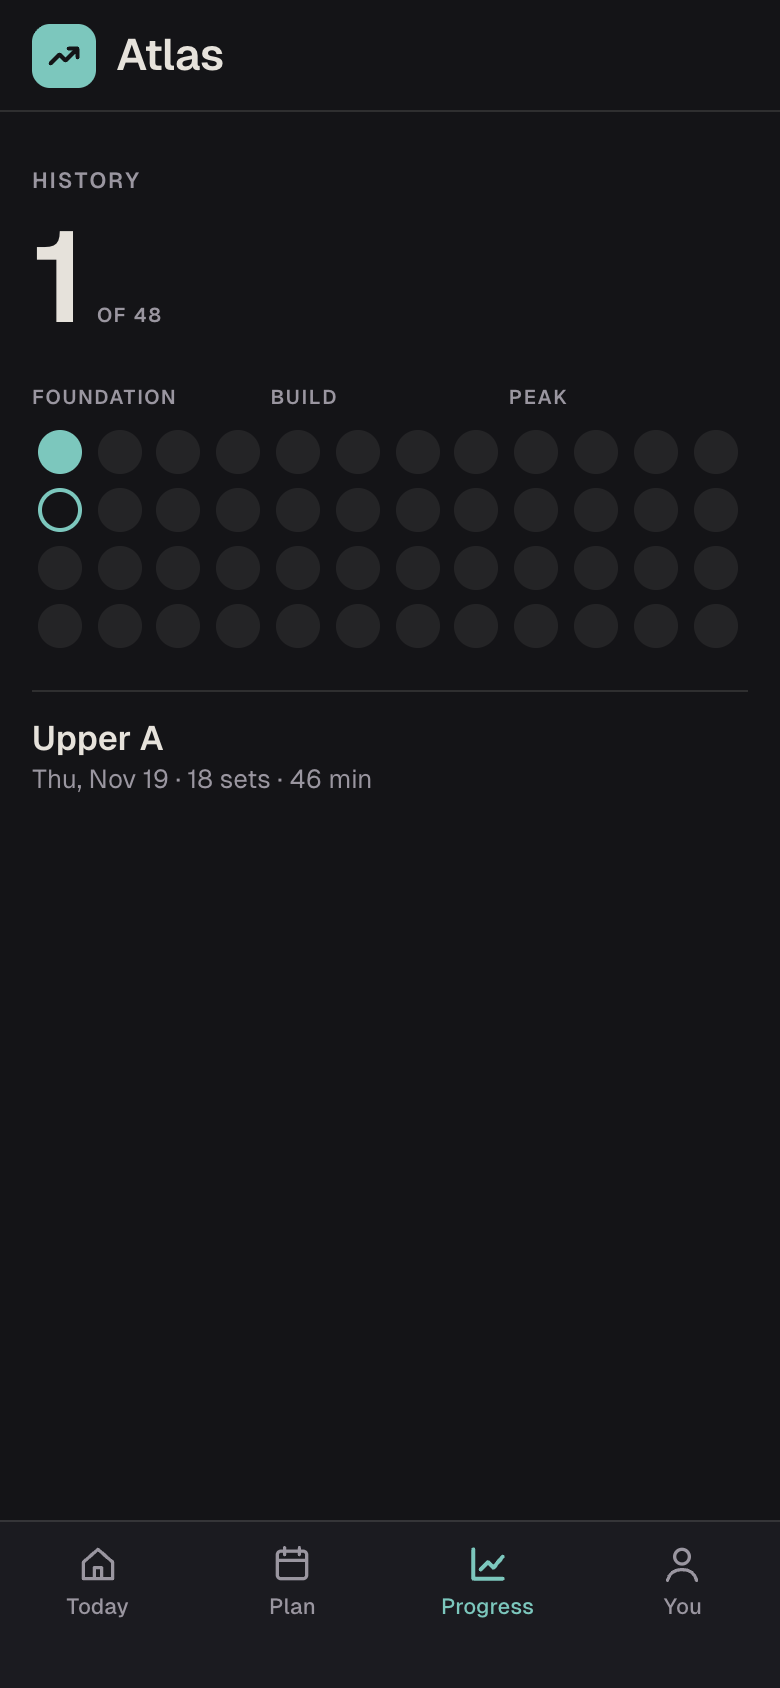 Atlas
HISTORY
1 OF 48
FOUNDATION BUILD PEAK
Upper A
Thu, Nov 19 · 18 sets · 46 min
Today Plan Progress You